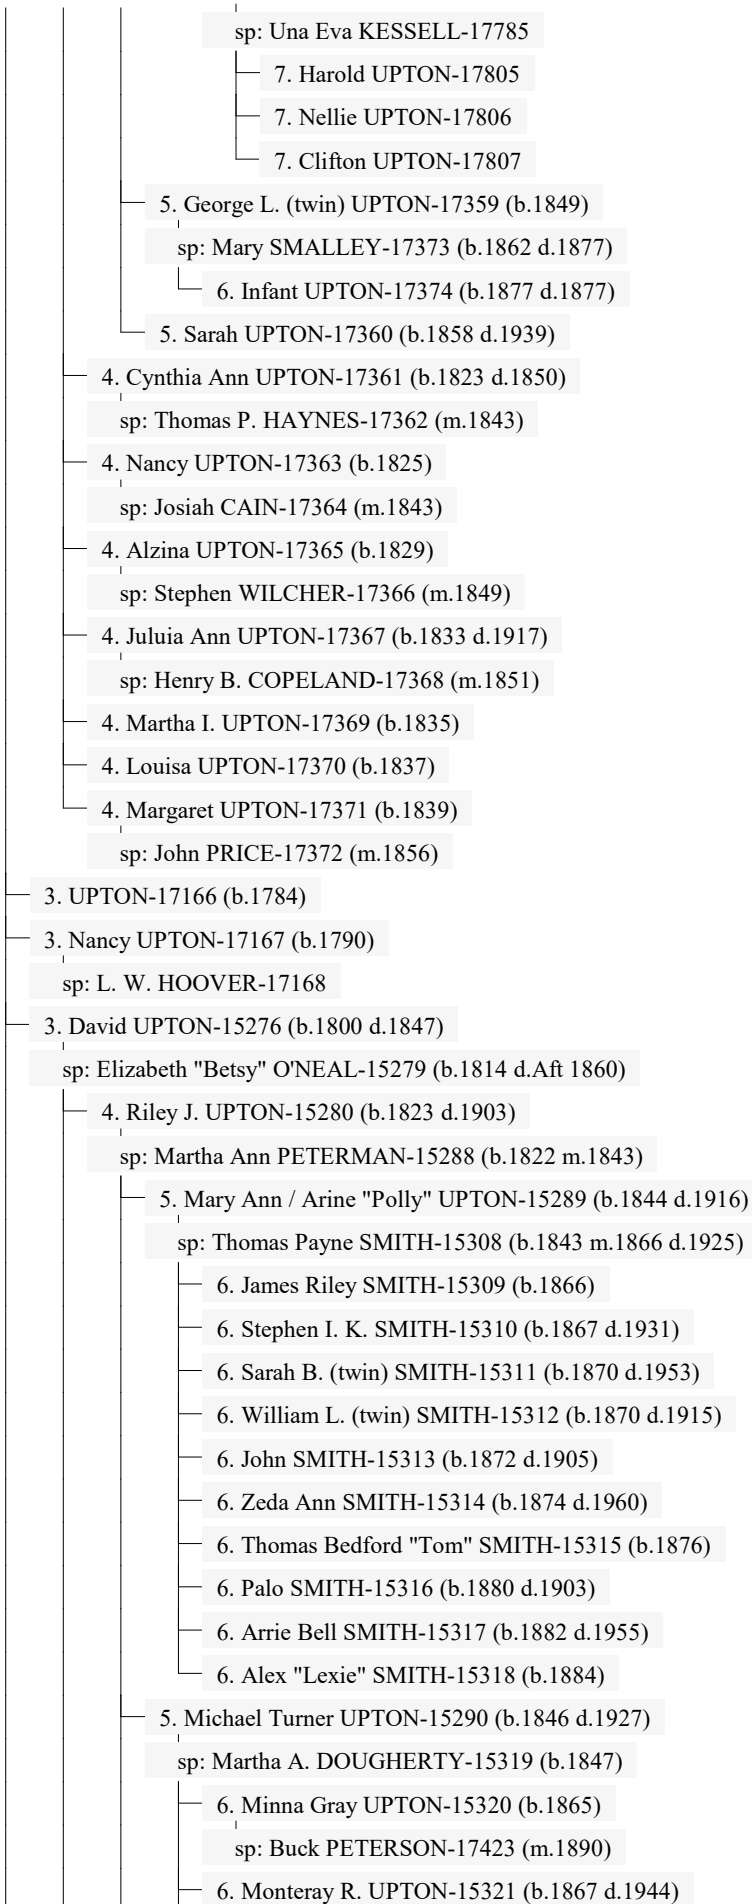 sp: Una Eva KESSELL-17785
7. Harold UPTON-17805
7. Nellie UPTON-17806
7. Clifton UPTON-17807
5. George L. (twin) UPTON-17359 (b.1849)
sp: Mary SMALLEY-17373 (b.1862 d.1877)
6. Infant UPTON-17374 (b.1877 d.1877)
5. Sarah UPTON-17360 (b.1858 d.1939)
4. Cynthia Ann UPTON-17361 (b.1823 d.1850)
sp: Thomas P. HAYNES-17362 (m.1843)
4. Nancy UPTON-17363 (b.1825)
sp: Josiah CAIN-17364 (m.1843)
4. Alzina UPTON-17365 (b.1829)
sp: Stephen WILCHER-17366 (m.1849)
4. Juluia Ann UPTON-17367 (b.1833 d.1917)
sp: Henry B. COPELAND-17368 (m.1851)
4. Martha I. UPTON-17369 (b.1835)
4. Louisa UPTON-17370 (b.1837)
4. Margaret UPTON-17371 (b.1839)
sp: John PRICE-17372 (m.1856)
3. UPTON-17166 (b.1784)
3. Nancy UPTON-17167 (b.1790)
sp: L. W. HOOVER-17168
3. David UPTON-15276 (b.1800 d.1847)
sp: Elizabeth "Betsy" O'NEAL-15279 (b.1814 d.Aft 1860)
4. Riley J. UPTON-15280 (b.1823 d.1903)
sp: Martha Ann PETERMAN-15288 (b.1822 m.1843)
5. Mary Ann / Arine "Polly" UPTON-15289 (b.1844 d.1916)
sp: Thomas Payne SMITH-15308 (b.1843 m.1866 d.1925)
6. James Riley SMITH-15309 (b.1866)
6. Stephen I. K. SMITH-15310 (b.1867 d.1931)
6. Sarah B. (twin) SMITH-15311 (b.1870 d.1953)
6. William L. (twin) SMITH-15312 (b.1870 d.1915)
6. John SMITH-15313 (b.1872 d.1905)
6. Zeda Ann SMITH-15314 (b.1874 d.1960)
6. Thomas Bedford "Tom" SMITH-15315 (b.1876)
6. Palo SMITH-15316 (b.1880 d.1903)
6. Arrie Bell SMITH-15317 (b.1882 d.1955)
6. Alex "Lexie" SMITH-15318 (b.1884)
5. Michael Turner UPTON-15290 (b.1846 d.1927)
sp: Martha A. DOUGHERTY-15319 (b.1847)
6. Minna Gray UPTON-15320 (b.1865)
sp: Buck PETERSON-17423 (m.1890)
6. Monteray R. UPTON-15321 (b.1867 d.1944)